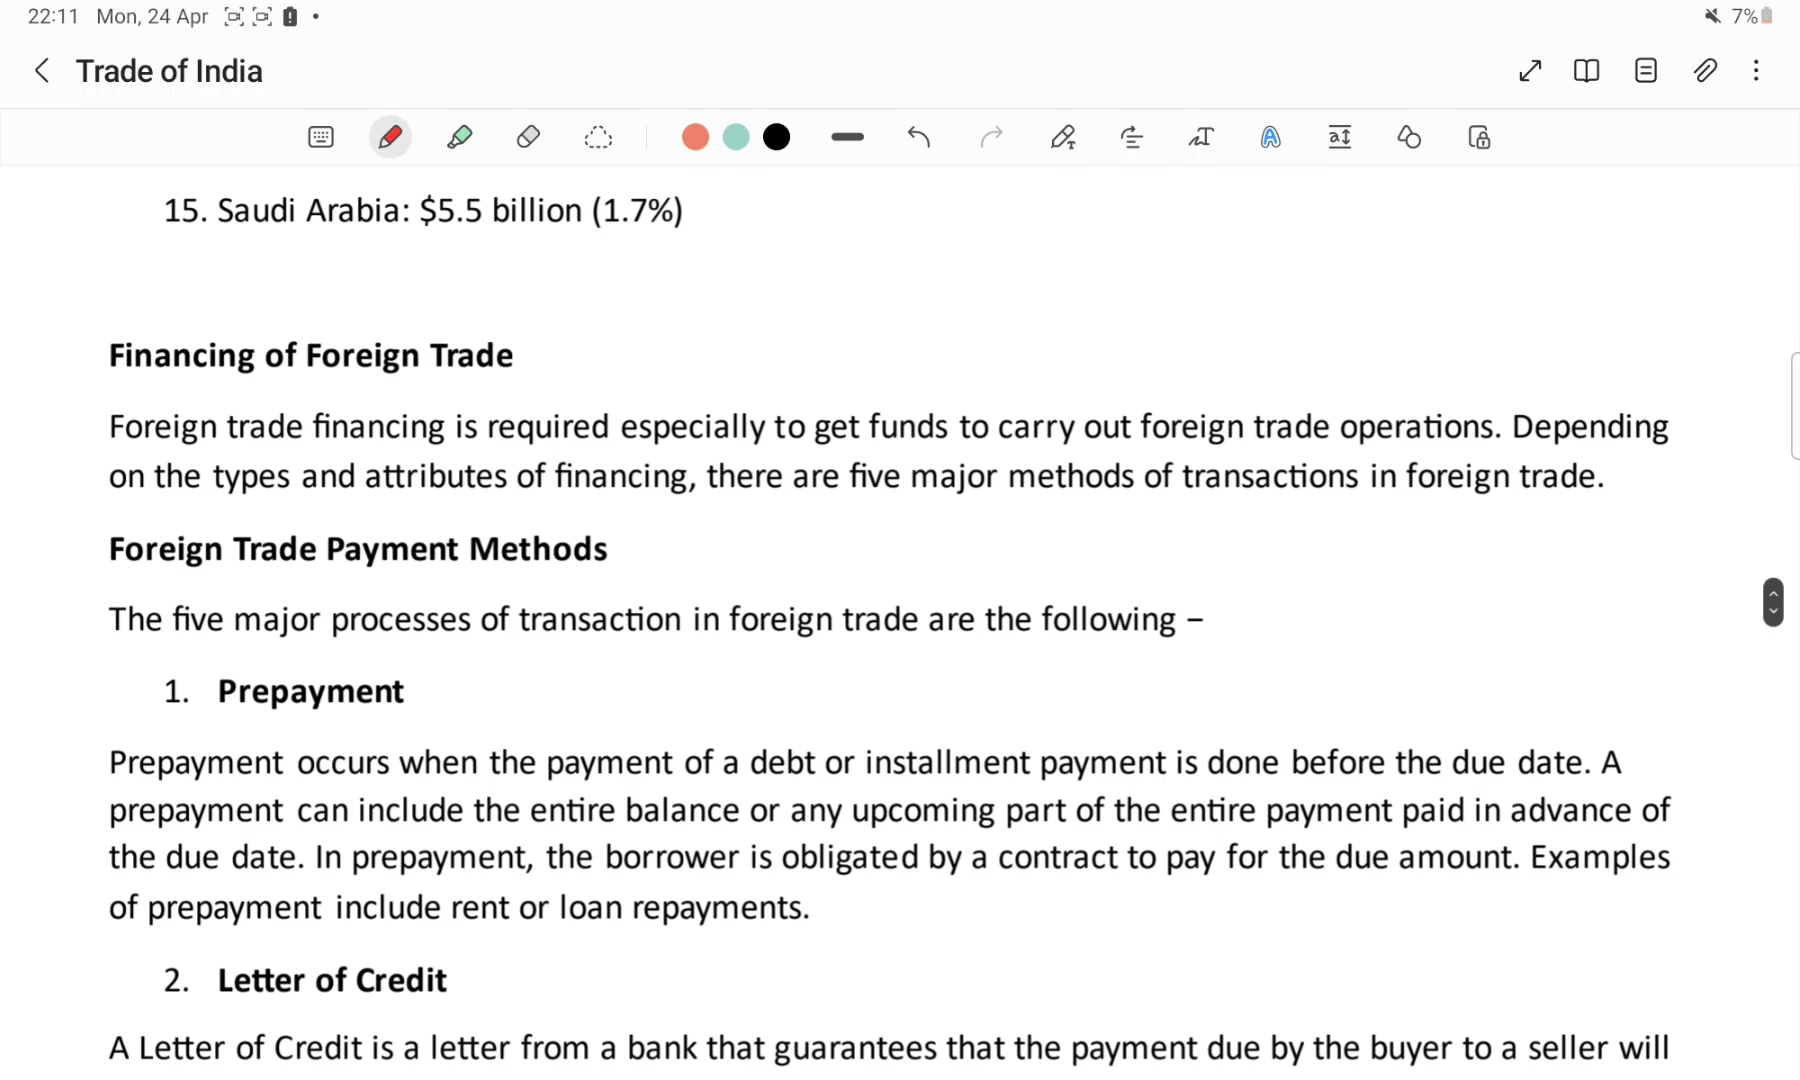 22:11 Mon, 24 Apr
7%
Trade of India
15. Saudi Arabia: $5.5 billion (1.7%)
Financing of Foreign Trade
Foreign trade financing is required especially to get funds to carry out foreign trade operations. Depending
on the types and attributes of financing, there are five major methods of transactions in foreign trade.
Foreign Trade Payment Methods
The five major processes of transaction in foreign trade are the following –
1. Prepayment
Prepayment occurs when the payment of a debt or installment payment is done before the due date. A
prepayment can include the entire balance or any upcoming part of the entire payment paid in advance of
the due date. In prepayment, the borrower is obligated by a contract to pay for the due amount. Examples
of prepayment include rent or loan repayments.
2. Letter of Credit
A Letter of Credit is a letter from a bank that guarantees that the payment due by the buyer to a seller will